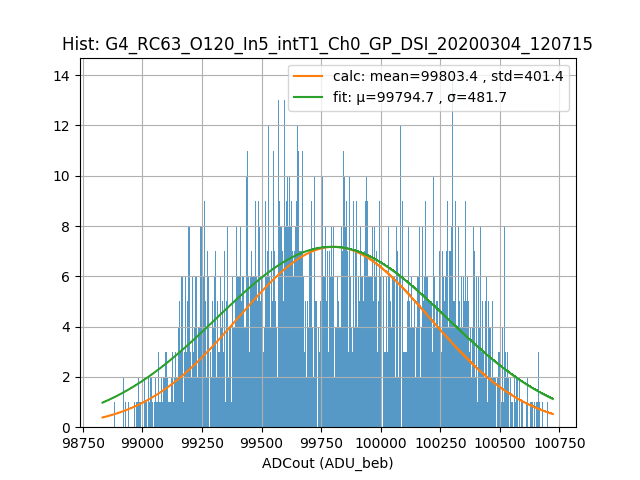 Hist: G4_RC63_O120_In5_intT1_Ch0_GP_DSI_20200304_120715
calc: mean=99803.4 , std=401.4
fit: μ=99794.7 , σ=481.7
14
12
10
8
6
4
2
0
98750 99000 99250 99500 99750 100000 100250 100500 100750
ADCout (ADU_beb)